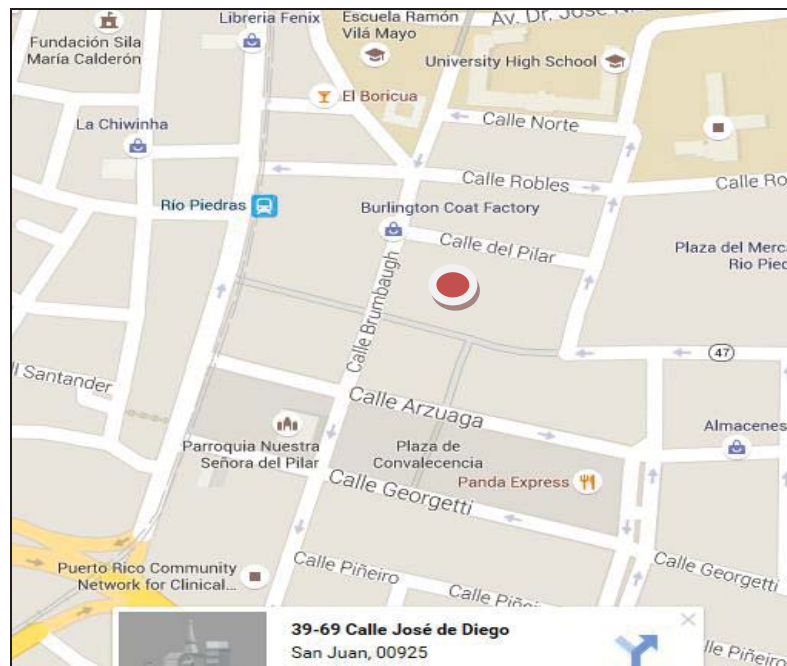 Libreria Fenix
Escuela Ramón
Vilá Mayo
Av. Dr. José N
Fundación Sila
María Calderón
University High School
El Boricua
La Chiwinha
Calle Norte
Calle Robles
Calle Ro
Río Piedras
Burlington Coat Factory
Calle del Pilar
Plaza del Merca
Rio Pied
Calle Brumbaugh
47
ll Santander
Calle Arzuaga
Almacenes
Parroquia Nuestra
Señora del Pilar
Plaza de
Convalecencia
Panda Express
Calle Georgetti
Calle Georgetti
Puerto Rico Community
Network for Clinical...
Calle Piñeiro
Calle Piñe
lle Piñeiro
39-69 Calle José de Diego
San Juan, 00925